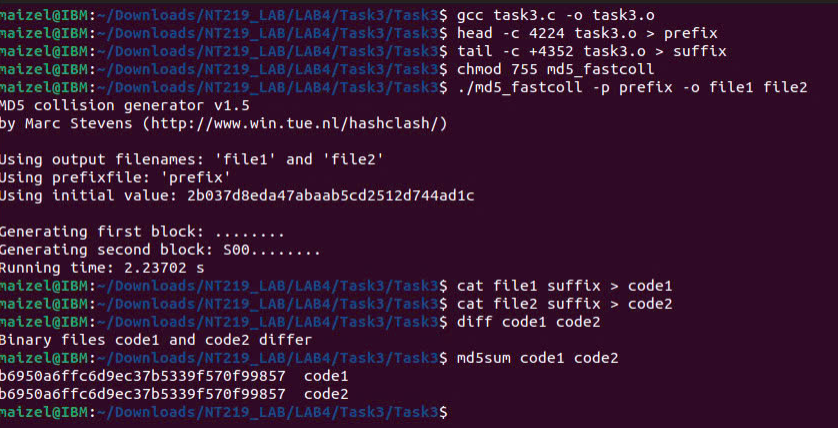 maizel@IBM:~/Downloads/NT219_LAB/LAB4/Task3/Task3$ gcc task3.c -o task3.o
maizel@IBM:~/Downloads/NT219_LAB/LAB4/Task3/Task3$ head -c 4224 task3.o > prefix
maizel@IBM:~/Downloads/NT219_LAB/LAB4/Task3/Task3$ tail -c +4352 task3.o > suffix
maizel@IBM:~/Downloads/NT219_LAB/LAB4/Task3/Task3$ chmod 755 md5_fastcoll
maizel@IBM:~/Downloads/NT219_LAB/LAB4/Task3/Task3$ ./md5_fastcoll -p prefix -o file1 file2
MD5 collision generator v1.5
by Marc Stevens (http://www.win.tue.nl/hashclash/)

Using output filenames: 'file1' and 'file2'
Using prefixfile: 'prefix'
Using initial value: 2b037d8eda47abaab5cd2512d744ad1c

Generating first block: ........
Generating second block: S00........
Running time: 2.23702 s
maizel@IBM:~/Downloads/NT219_LAB/LAB4/Task3/Task3$ cat file1 suffix > code1
maizel@IBM:~/Downloads/NT219_LAB/LAB4/Task3/Task3$ cat file2 suffix > code2
maizel@IBM:~/Downloads/NT219_LAB/LAB4/Task3/Task3$ diff code1 code2
Binary files code1 and code2 differ
maizel@IBM:~/Downloads/NT219_LAB/LAB4/Task3/Task3$ md5sum code1 code2
b6950a6ffc6d9ec37b5339f570f99857  code1
b6950a6ffc6d9ec37b5339f570f99857  code2
maizel@IBM:~/Downloads/NT219_LAB/LAB4/Task3/Task3$